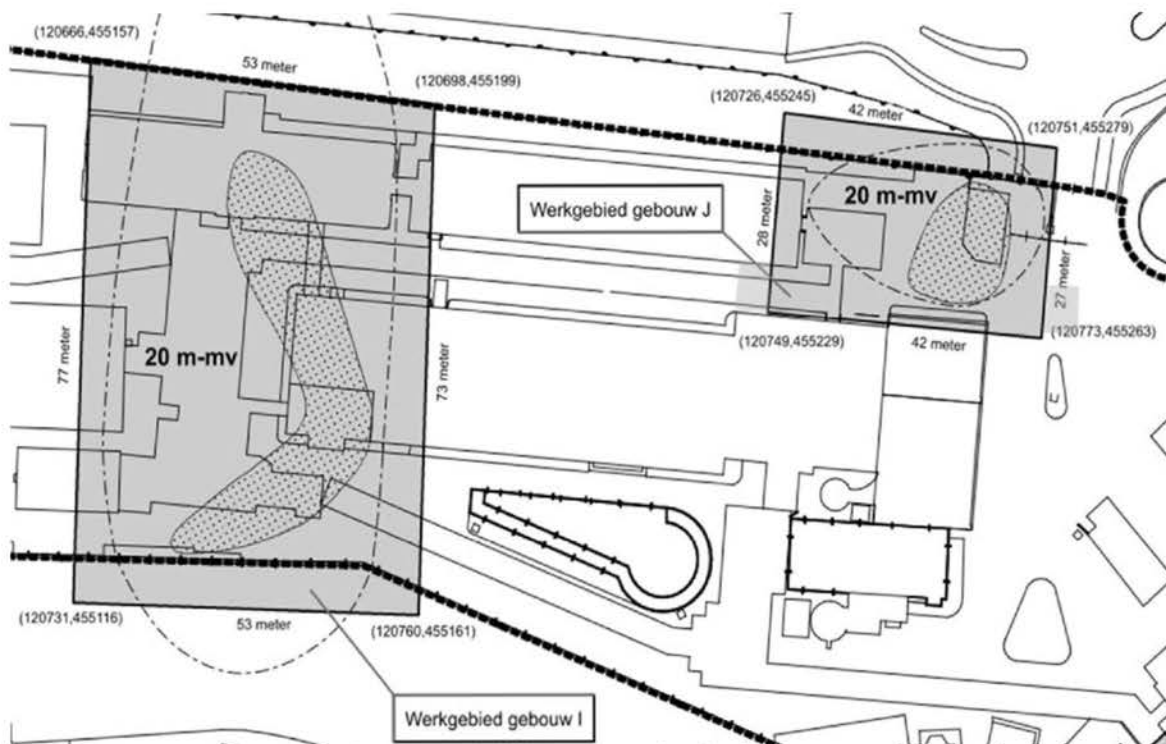 (120666,455157)
53 meter
(120698,455199)
(120726,455245)
42 meter
(120751,455279)
20 m-mv
Werkgebied gebouw J
28 meter
27 meter
(120749,455229)
42 meter
(120773,455263)
20 m-mv
77 meter
73 meter
(120731,455116)
53 meter
(120760,455161)
Werkgebied gebouw I